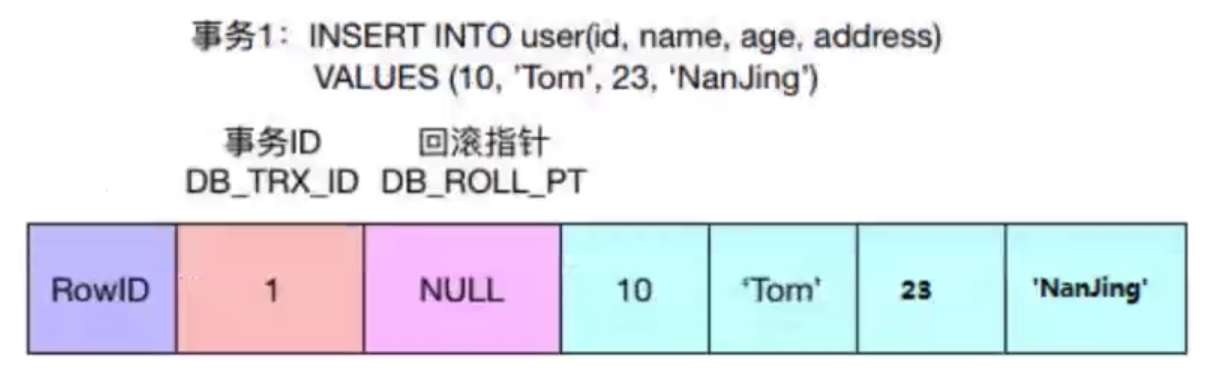 事务1：INSERT INTO user(id, name, age, address)
VALUES (10, 'Tom', 23, 'NanJing')
事务ID 回滚指针
DB_TRX_ID DB_ROLL_PT
RowID 1 NULL 10 'Tom' 23 'NanJing'